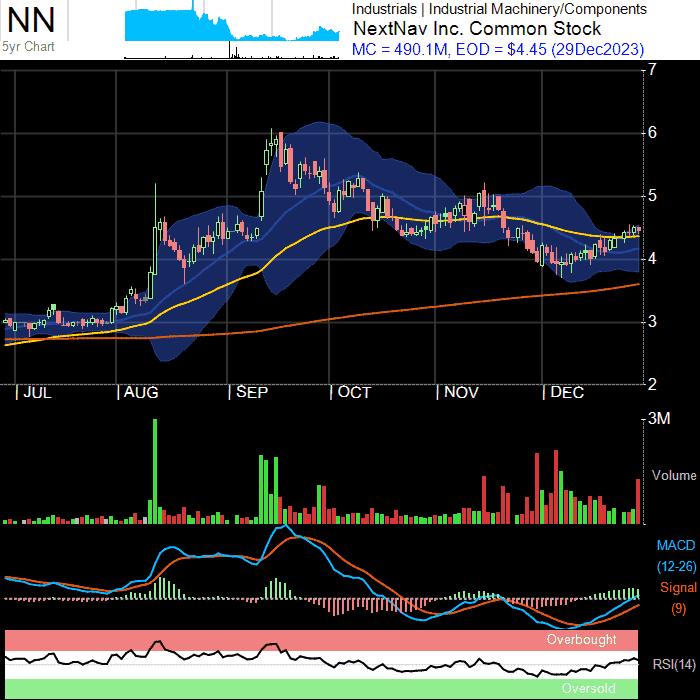 NN
5yr Chart
Industrials | Industrial Machinery/Components
NextNav Inc. Common Stock
MC = 490.1M, EOD = $4.45 (29Dec2023)
7
6
5
4
3
2
| JUL | AUG | SEP | OCT | NOV | DEC
3M
Volume
MACD
(12-26)
Signal
(9)
Overbought
RSI(14)
Oversold